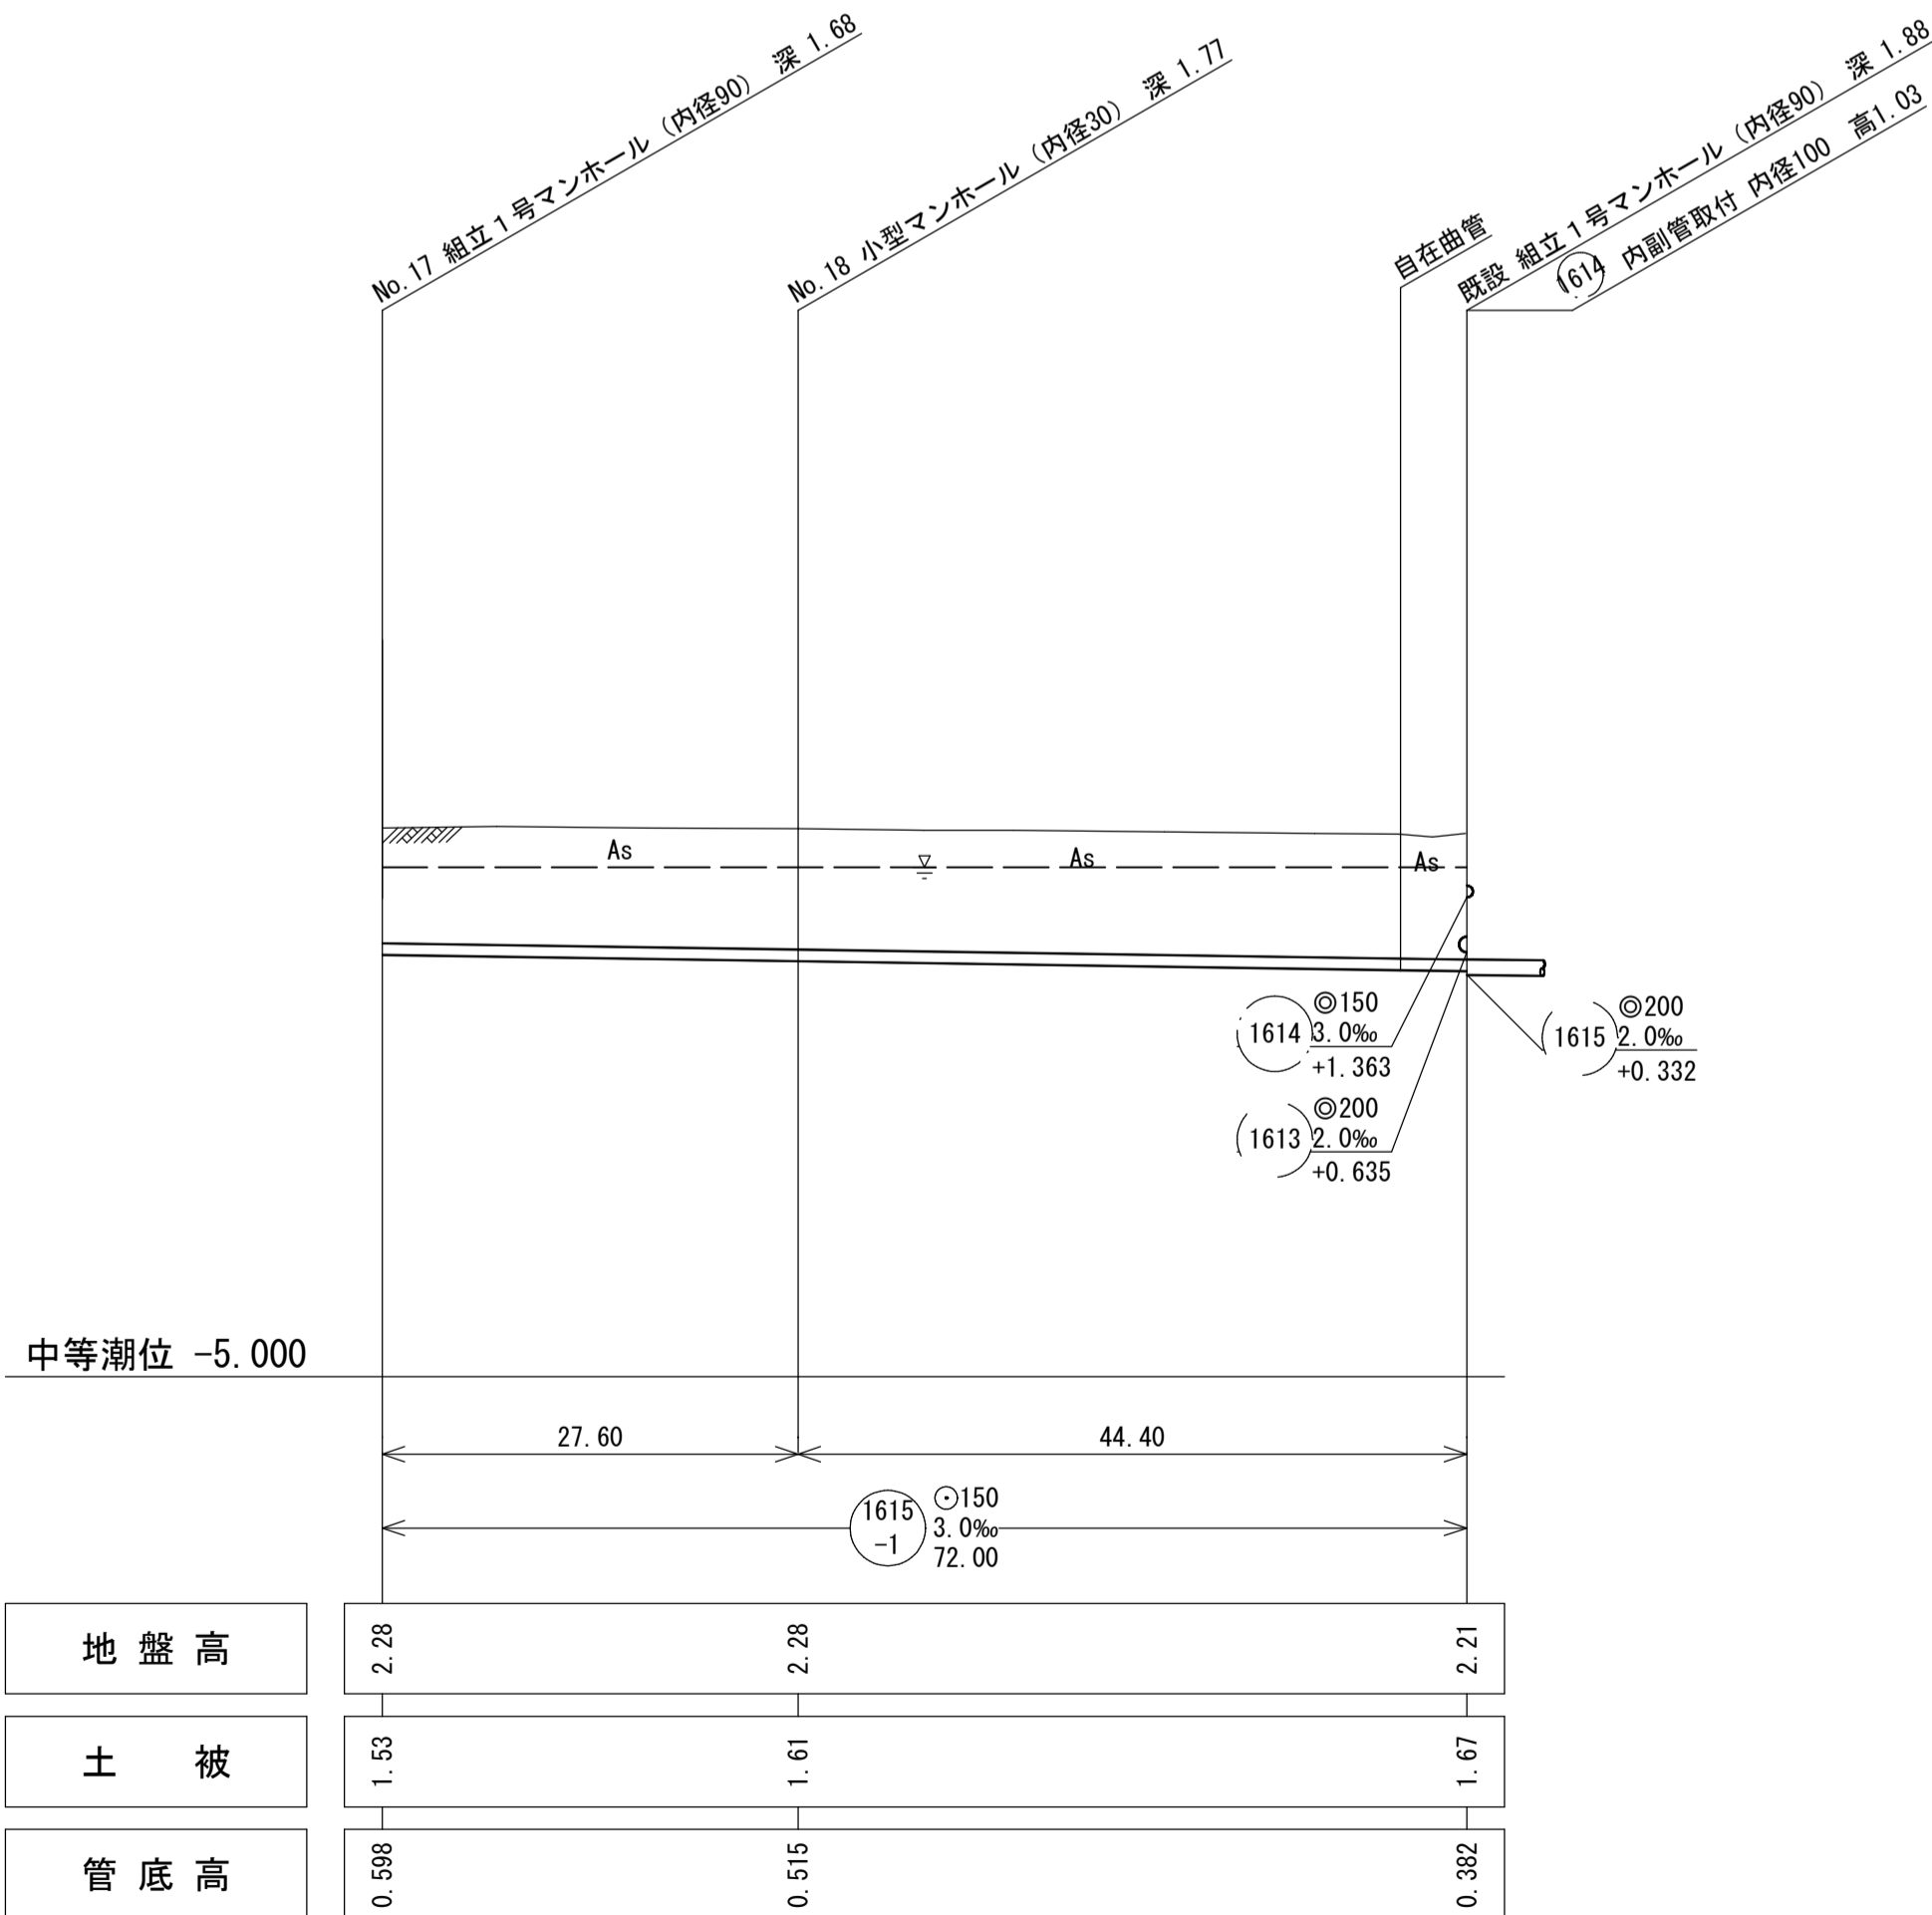 No.17 組立1号マンホール（内径90） 深 1.68
No.18 小型マンホール（内径30） 深 1.77
自在曲管
既設 組立1号マンホール（内径90） 深 1.88
1614 内副管取付 内径100 高1.03
As
As
As
1614
◎150
3.0‰
+1.363
1615
◎200
2.0‰
+0.332
1613
◎200
2.0‰
+0.635
中等潮位 -5.000
27.60
44.40
1615
-1
⊙150
3.0‰
72.00
地盤高
2.28
2.28
2.21
土 被
1.53
1.61
1.67
管底高
0.598
0.515
0.382